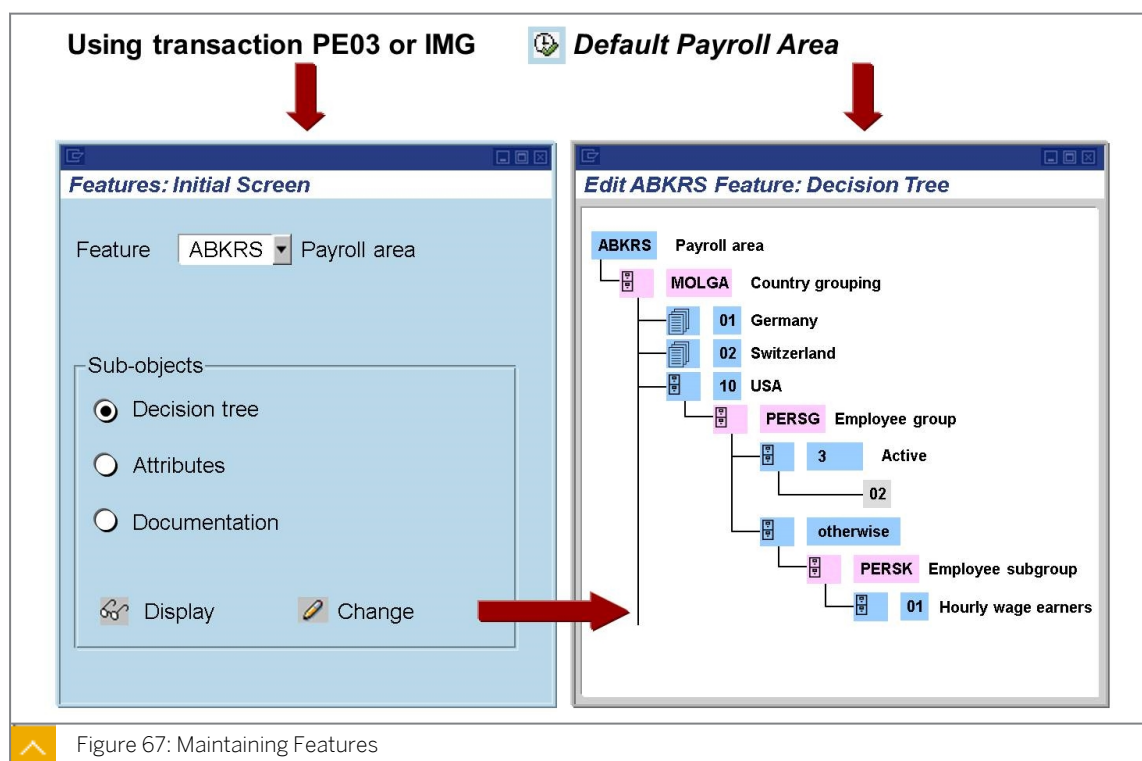 Using transaction PE03 or IMG
Default Payroll Area
Features: Initial Screen
Feature ABKRS Payroll area
Sub-objects
Decision tree
Attributes
Documentation
Display Change
Edit ABKRS Feature: Decision Tree
ABKRS Payroll area
MOLGA Country grouping
01 Germany
02 Switzerland
10 USA
PERSG Employee group
3 Active
02
otherwise
PERSK Employee subgroup
01 Hourly wage earners
Figure 67: Maintaining Features